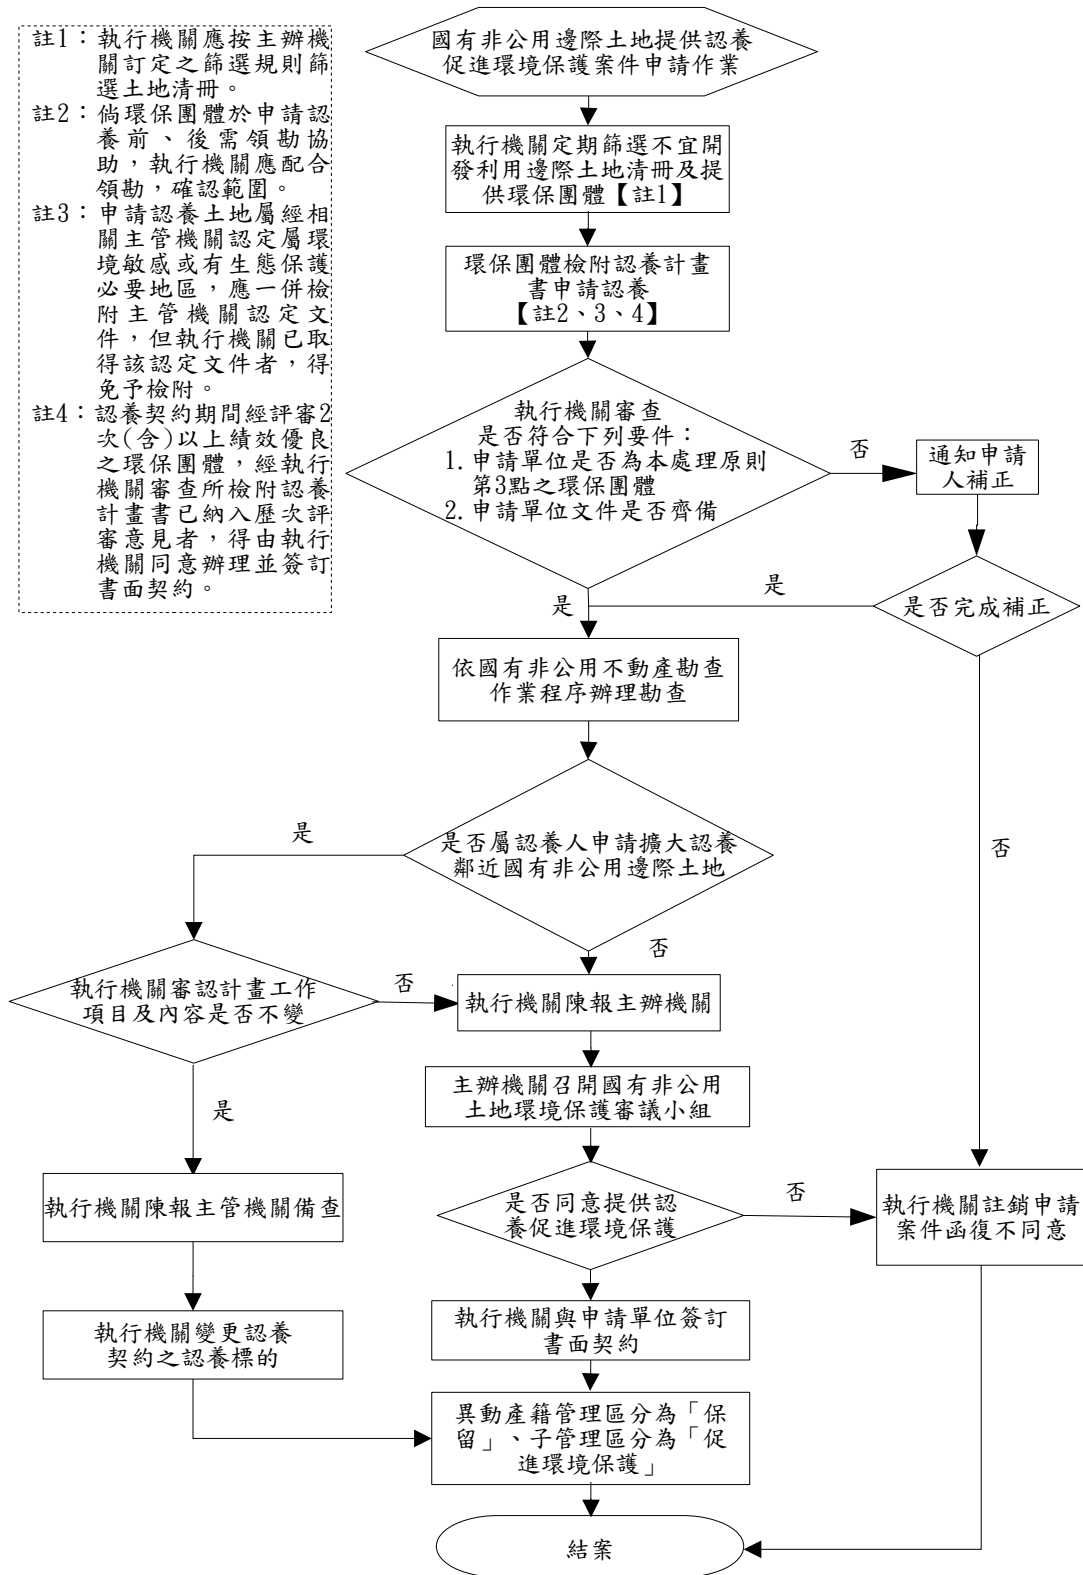 註1：執行機關應按主辦機
關訂定之篩選規則篩
選土地清冊。
註2：倘環保團體於申請認
養前、後需領勘協
助，執行機關應配合
領勘，確認範圍。
註3：申請認養土地屬經相
關主管機關認定屬環
境敏感或有生態保護
必要地區，應一併檢
附主管機關認定文
件，但執行機關已取
得該認定文件者，得
免予檢附。
註4：認養契約期間經評審2
次(含)以上績效優良
之環保團體，經執行
機關審查所檢附認養
計畫書已納入歷次評
審意見者，得由執行
機關同意辦理並簽訂
書面契約。
國有非公用邊際土地提供認養
促進環境保護案件申請作業
執行機關定期篩選不宜開
發利用邊際土地清冊及提
供環保團體【註1】
環保團體檢附認養計畫
書申請認養
【註2、3、4】
執行機關審查
是否符合下列要件：
1.申請單位是否為本處理原則
第3點之環保團體
2.申請單位文件是否齊備
否
通知申請
人補正
是
是
是否完成補正
依國有非公用不動產勘查
作業程序辦理勘查
是
是否屬認養人申請擴大認養
鄰近國有非公用邊際土地
否
否
執行機關審認計畫工作
項目及內容是否不變
否
執行機關陳報主辦機關
是
主辦機關召開國有非公用
土地環境保護審議小組
執行機關陳報主管機關備查
是否同意提供認
養促進環境保護
否
執行機關註銷申請
案件函復不同意
執行機關變更認養
契約之認養標的
執行機關與申請單位簽訂
書面契約
異動產籍管理區分為「保
留」、子管理區分為「促
進環境保護」
結案